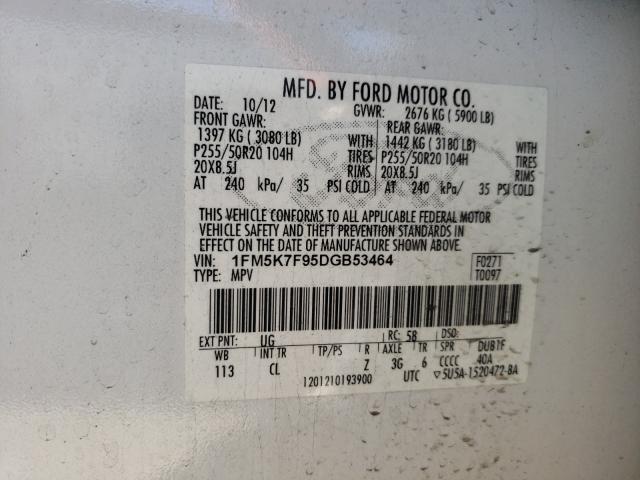 MFD. BY FORD MOTOR CO.
DATE: 10/12 GVWR: 2676 KG ( 5900 LB)
FRONT GAWR: REAR GAWR:
1397 KG ( 3080 LB) WITH 1442 KG ( 3180 LB) WITH
P255/50R20 104H TIRES P255/50R20 104H TIRES
20X8.5J RIMS 20X8.5J RIMS
AT 240 kPa/ 35 PSI COLD AT 240 kPa/ 35 PSI COLD
THIS VEHICLE CONFORMS TO ALL APPLICABLE FEDERAL MOTOR
VEHICLE SAFETY AND THEFT PREVENTION STANDARDS IN
EFFECT ON THE DATE OF MANUFACTURE SHOWN ABOVE.
VIN: 1FM5K7F95DGB53464 F0271
TYPE: MPV T0097
EXT PNT: UG RC: 58 DSO:
WB INT TR TP/PS R AXLE TR SPR DUB1F
113 CL Z 3G 6 CCCC 40A
1201210193900 UTC ▽5U5A-1520472-BA